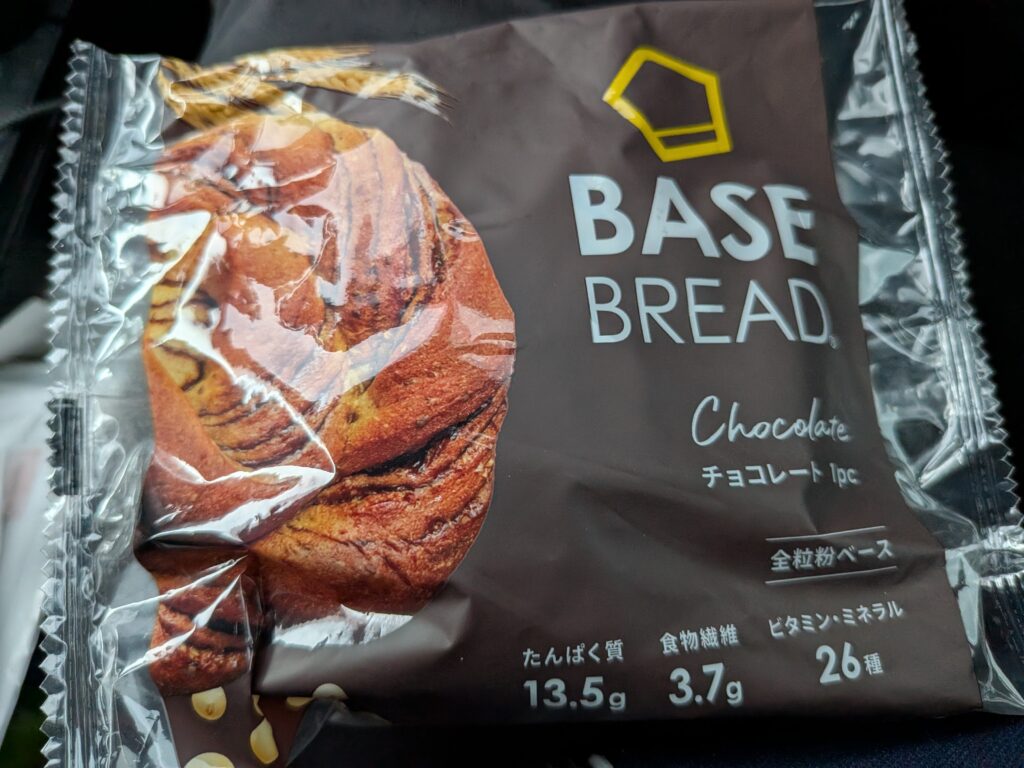 BASE
BREAD®
Chocolate
チョコレート 1pc
全粒粉ベース
たんぱく質
13.5g
食物繊維
3.7g
ビタミン・ミネラル
26種